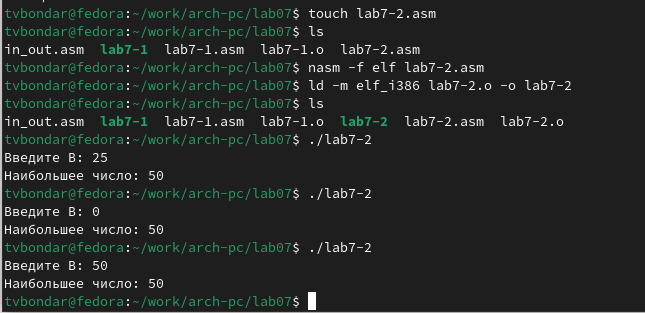 tvbondar@fedora:~/work/arch-pc/lab07$ touch lab7-2.asm
tvbondar@fedora:~/work/arch-pc/lab07$ ls
in_out.asm  lab7-1  lab7-1.asm  lab7-1.o  lab7-2.asm
tvbondar@fedora:~/work/arch-pc/lab07$ nasm -f elf lab7-2.asm
tvbondar@fedora:~/work/arch-pc/lab07$ ld -m elf_i386 lab7-2.o -o lab7-2
tvbondar@fedora:~/work/arch-pc/lab07$ ls
in_out.asm  lab7-1  lab7-1.asm  lab7-1.o  lab7-2  lab7-2.asm  lab7-2.o
tvbondar@fedora:~/work/arch-pc/lab07$ ./lab7-2
Введите B: 25
Наибольшее число: 50
tvbondar@fedora:~/work/arch-pc/lab07$ ./lab7-2
Введите B: 0
Наибольшее число: 50
tvbondar@fedora:~/work/arch-pc/lab07$ ./lab7-2
Введите B: 50
Наибольшее число: 50
tvbondar@fedora:~/work/arch-pc/lab07$